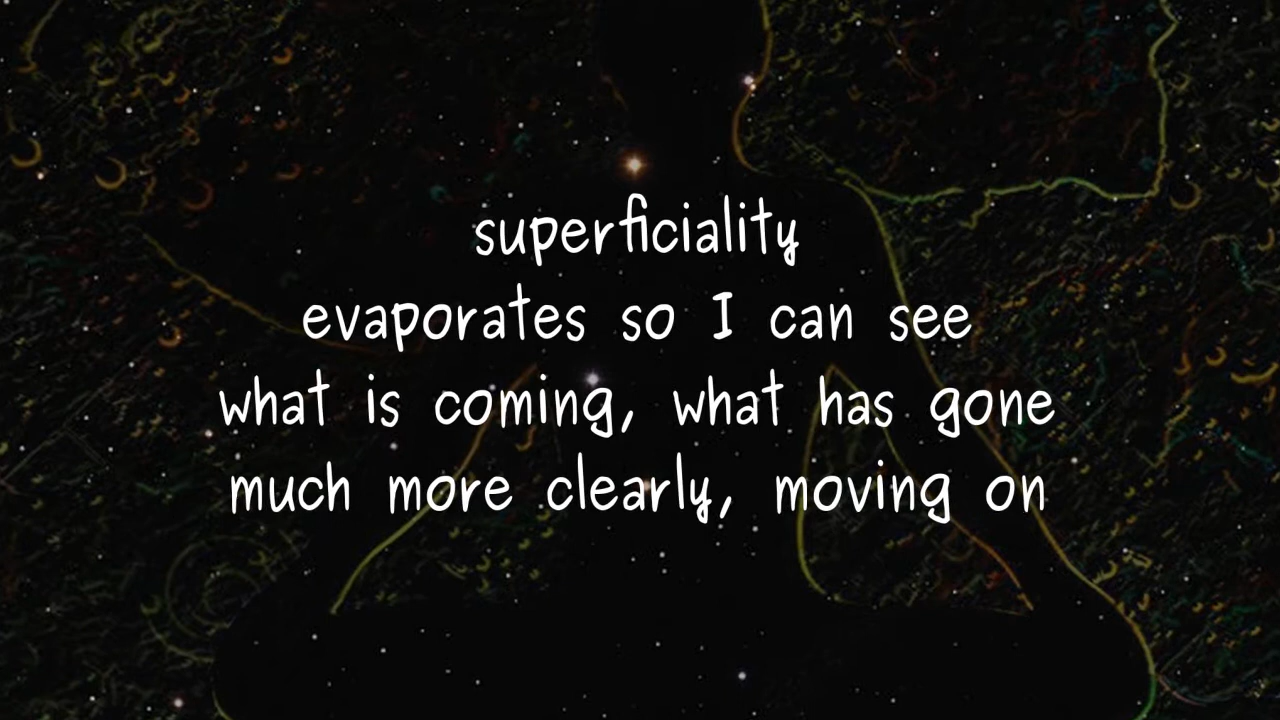 superficiality
evaporates so I can see
what is coming, what has gone
much more clearly, moving on